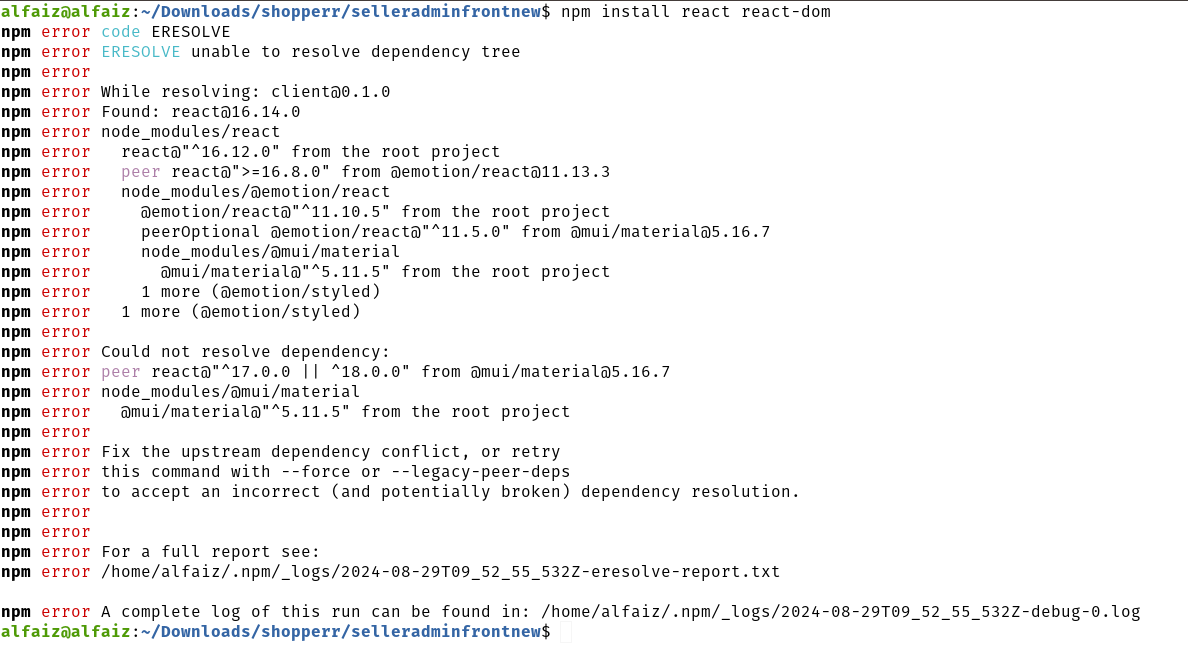 alfaiz@alfaiz:~/Downloads/shopperr/selleradminfrontnew$ npm install react react-dom
npm error code ERESOLVE
npm error ERESOLVE unable to resolve dependency tree
npm error
npm error While resolving: client@0.1.0
npm error Found: react@16.14.0
npm error node_modules/react
npm error   react@"^16.12.0" from the root project
npm error   peer react@">=16.8.0" from @emotion/react@11.13.3
npm error   node_modules/@emotion/react
npm error     @emotion/react@"^11.10.5" from the root project
npm error     peerOptional @emotion/react@"^11.5.0" from @mui/material@5.16.7
npm error     node_modules/@mui/material
npm error       @mui/material@"^5.11.5" from the root project
npm error     1 more (@emotion/styled)
npm error   1 more (@emotion/styled)
npm error
npm error Could not resolve dependency:
npm error peer react@"^17.0.0 || ^18.0.0" from @mui/material@5.16.7
npm error node_modules/@mui/material
npm error   @mui/material@"^5.11.5" from the root project
npm error
npm error Fix the upstream dependency conflict, or retry
npm error this command with --force or --legacy-peer-deps
npm error to accept an incorrect (and potentially broken) dependency resolution.
npm error
npm error
npm error For a full report see:
npm error /home/alfaiz/.npm/_logs/2024-08-29T09_52_55_532Z-eresolve-report.txt

npm error A complete log of this run can be found in: /home/alfaiz/.npm/_logs/2024-08-29T09_52_55_532Z-debug-0.log
alfaiz@alfaiz:~/Downloads/shopperr/selleradminfrontnew$